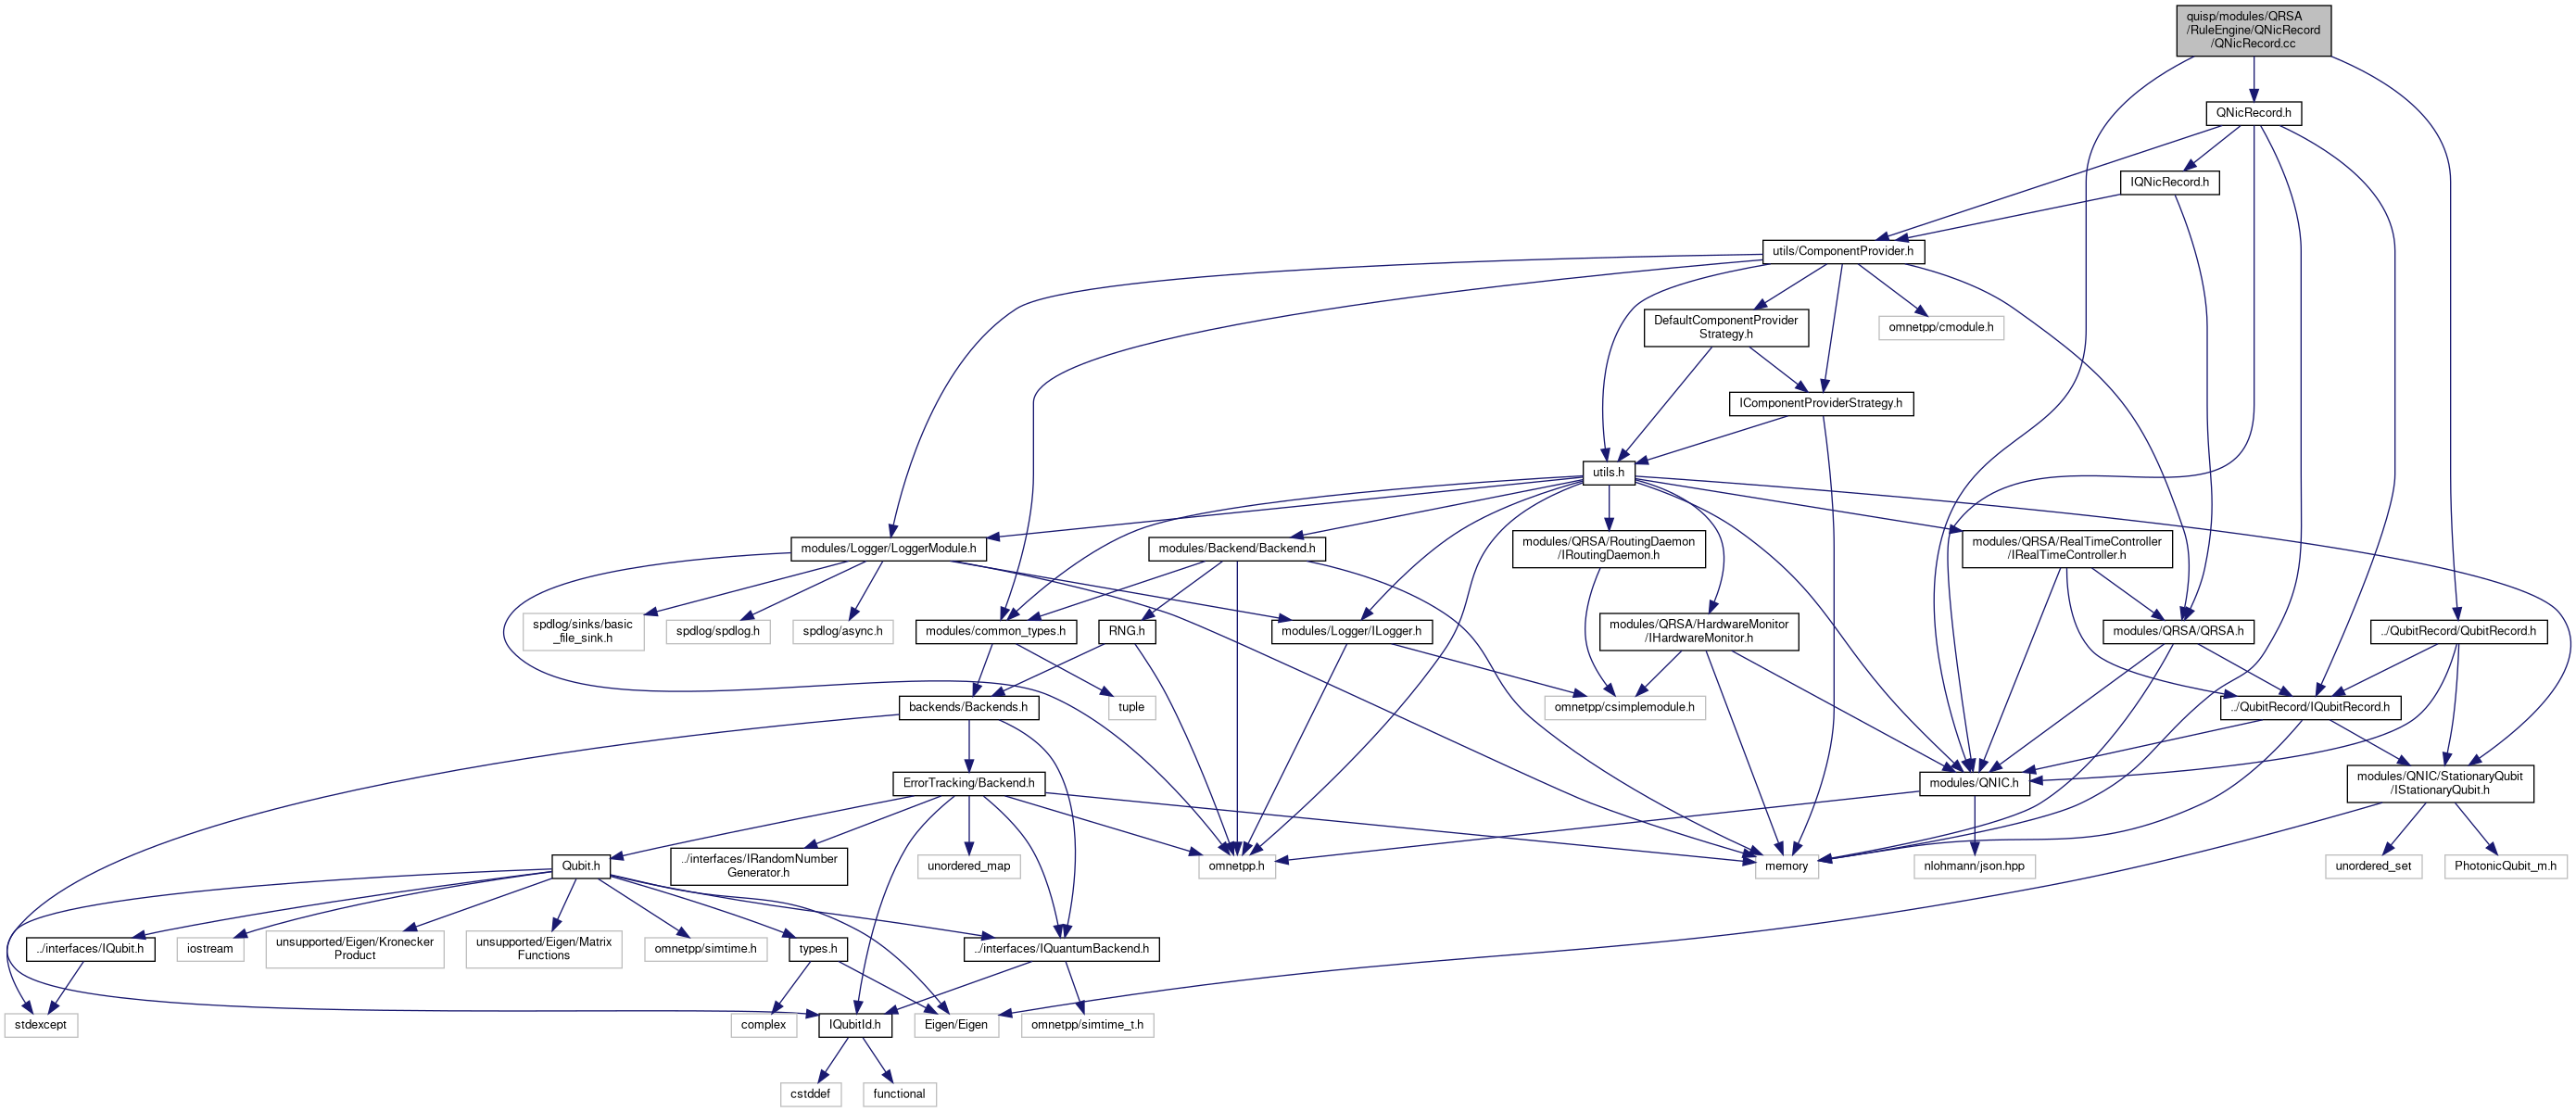 quisp/modules/QRSA
/RuleEngine/QNicRecord
/QNicRecord.cc
QNicRecord.h
IQNicRecord.h
utils/ComponentProvider.h
DefaultComponentProvider
Strategy.h
omnetpp/cmodule.h
IComponentProviderStrategy.h
utils.h
modules/Logger/LoggerModule.h
modules/Backend/Backend.h
modules/QRSA/RoutingDaemon
/IRoutingDaemon.h
modules/QRSA/RealTimeController
/IRealTimeController.h
spdlog/sinks/basic
_file_sink.h
spdlog/spdlog.h
spdlog/async.h
modules/common_types.h
RNG.h
modules/Logger/ILogger.h
modules/QRSA/HardwareMonitor
/IHardwareMonitor.h
modules/QRSA/QRSA.h
../QubitRecord/QubitRecord.h
backends/Backends.h
tuple
omnetpp/csimplemodule.h
../QubitRecord/IQubitRecord.h
ErrorTracking/Backend.h
modules/QNIC.h
modules/QNIC/StationaryQubit
/IStationaryQubit.h
Qubit.h
../interfaces/IRandomNumber
Generator.h
unordered_map
omnetpp.h
memory
nlohmann/json.hpp
unordered_set
PhotonicQubit_m.h
../interfaces/IQubit.h
iostream
unsupported/Eigen/Kronecker
Product
unsupported/Eigen/Matrix
Functions
omnetpp/simtime.h
types.h
../interfaces/IQuantumBackend.h
stdexcept
complex
IQubitId.h
Eigen/Eigen
omnetpp/simtime_t.h
cstddef
functional